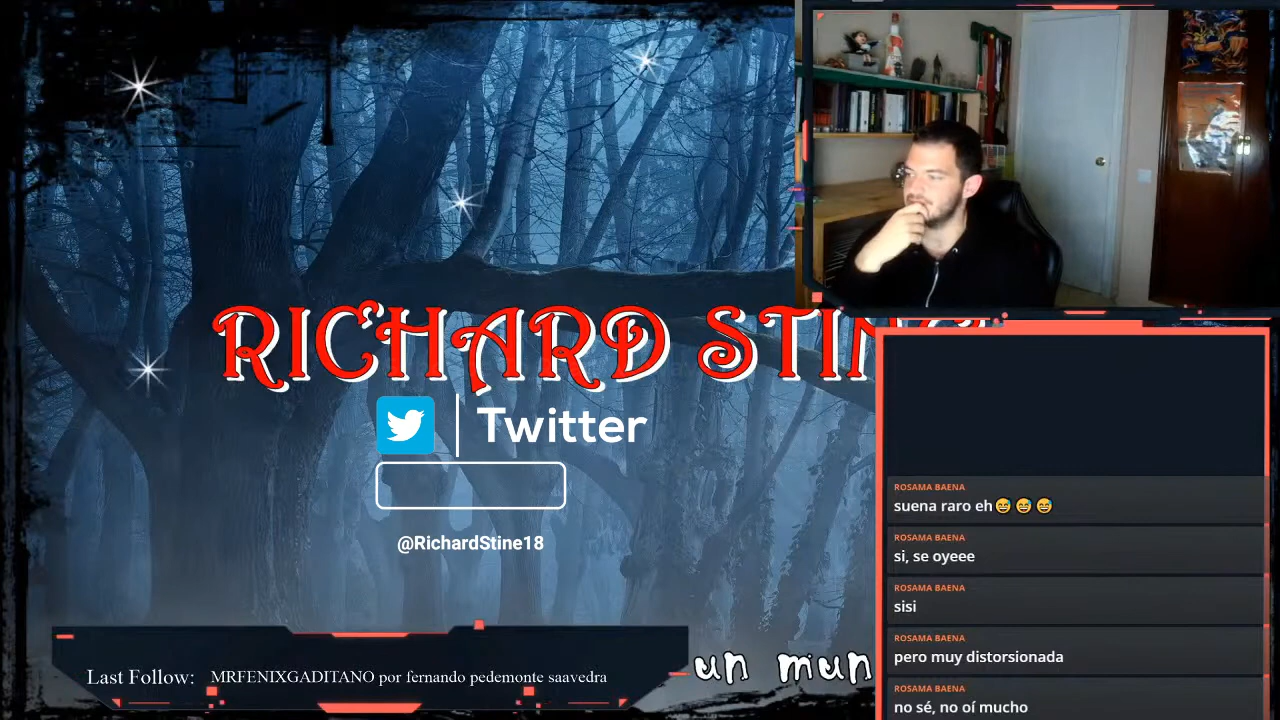 RICHARD STIN
Twitter
@RichardStine18
Last Follow: MRFENIXGADITANO por fernando pedemonte saavedra
un mun
ROSAMA BAENA
suena raro eh😅😅😅
ROSAMA BAENA
si, se oyeee
ROSAMA BAENA
sisi
ROSAMA BAENA
pero muy distorsionada
ROSAMA BAENA
no sé, no oí mucho